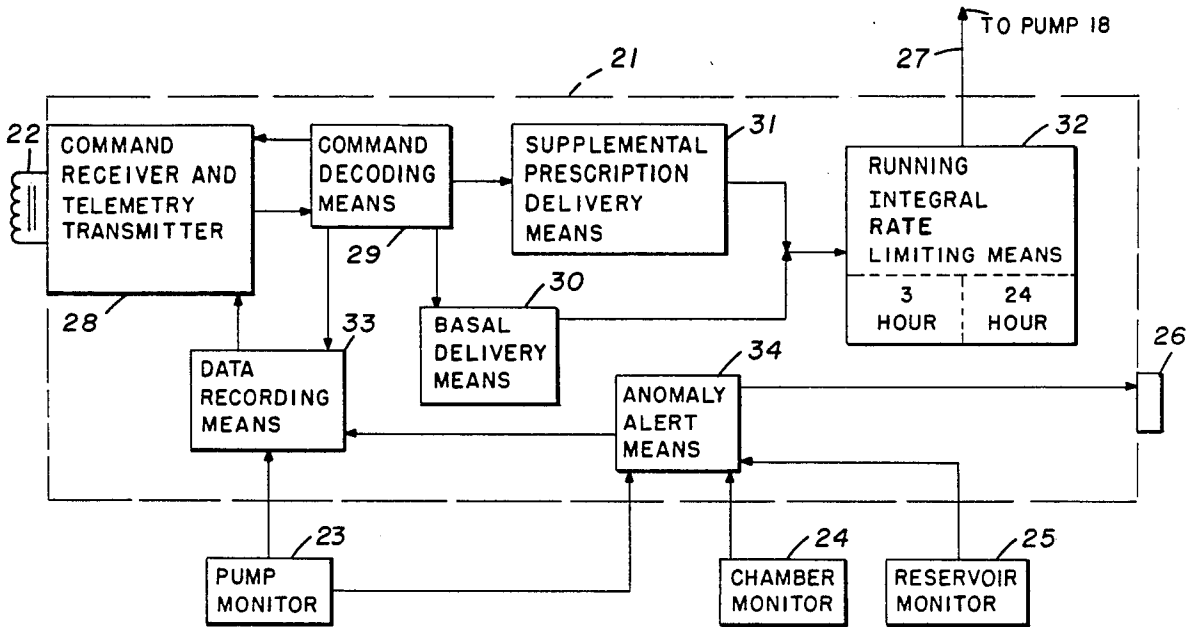 TO PUMP 18
27
21
22
COMMAND
RECEIVER AND
TELEMETRY
TRANSMITTER
28
COMMAND
DECODING
MEANS
29
SUPPLEMENTAL
PRESCRIPTION
DELIVERY
MEANS
31
32
RUNNING
INTEGRAL
RATE
LIMITING MEANS
3
HOUR
24
HOUR
30
BASAL
DELIVERY
MEANS
33
DATA
RECORDING
MEANS
34
ANOMALY
ALERT
MEANS
26
23
PUMP
MONITOR
24
CHAMBER
MONITOR
25
RESERVOIR
MONITOR